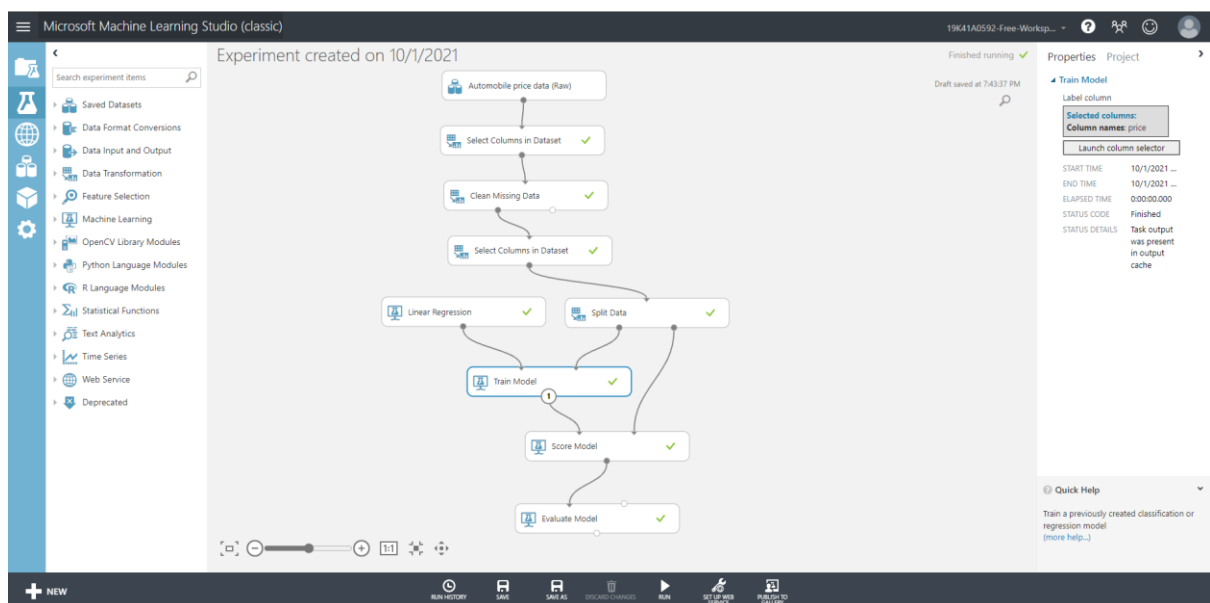 Microsoft Machine Learning Studio (classic)
19K41A0592-Free-Worksp...
Search experiment items
Saved Datasets
Data Format Conversions
Data Input and Output
Data Transformation
Feature Selection
Machine Learning
OpenCV Library Modules
Python Language Modules
R Language Modules
Statistical Functions
Text Analytics
Time Series
Web Service
Deprecated
Experiment created on 10/1/2021
Finished running
Draft saved at 7:43:37 PM
Automobile price data (Raw)
Select Columns in Dataset
Clean Missing Data
Select Columns in Dataset
Linear Regression
Split Data
Train Model
1
Score Model
Evaluate Model
1:1
Properties Project
Train Model
Label column
Selected columns:
Column names: price
Launch column selector
START TIME 10/1/2021 ...
END TIME 10/1/2021 ...
ELAPSED TIME 0:00:00.000
STATUS CODE Finished
STATUS DETAILS Task output
was present
in output
cache
Quick Help
Train a previously created classification or
regression model
(more help...)
NEW
RUN HISTORY
SAVE
SAVE AS
DISCARD CHANGES
RUN
SET UP WEB
SERVICE
PUBLISH TO
GALLERY